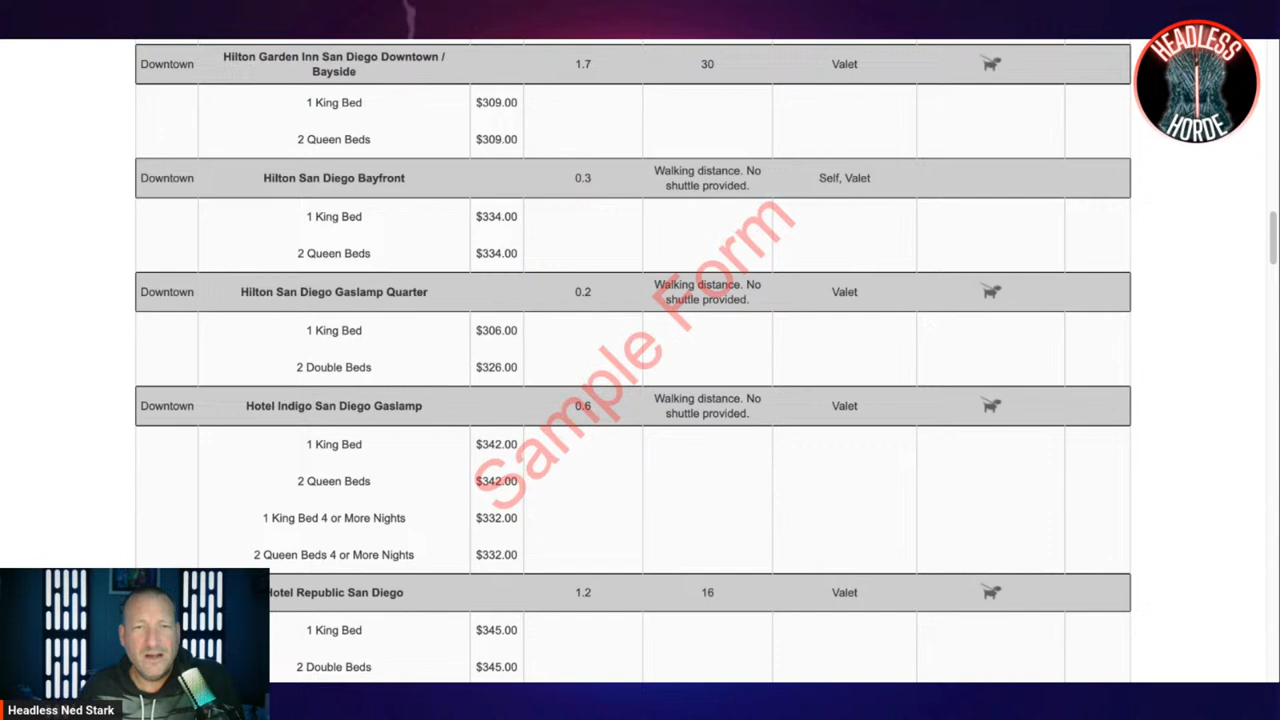 HEADLESS
HORDE
Downtown Hilton Garden Inn San Diego Downtown / Bayside 1.7 30 Valet
1 King Bed $309.00
2 Queen Beds $309.00
Downtown Hilton San Diego Bayfront 0.3 Walking distance. No shuttle provided. Self, Valet
1 King Bed $334.00
2 Queen Beds $334.00
Downtown Hilton San Diego Gaslamp Quarter 0.2 Walking distance. No shuttle provided. Valet
1 King Bed $306.00
2 Double Beds $326.00
Downtown Hotel Indigo San Diego Gaslamp 0.6 Walking distance. No shuttle provided. Valet
1 King Bed $342.00
2 Queen Beds $342.00
1 King Bed 4 or More Nights $332.00
2 Queen Beds 4 or More Nights $332.00
Hotel Republic San Diego 1.2 16 Valet
1 King Bed $345.00
2 Double Beds $345.00
Sample Form
Headless Ned Stark